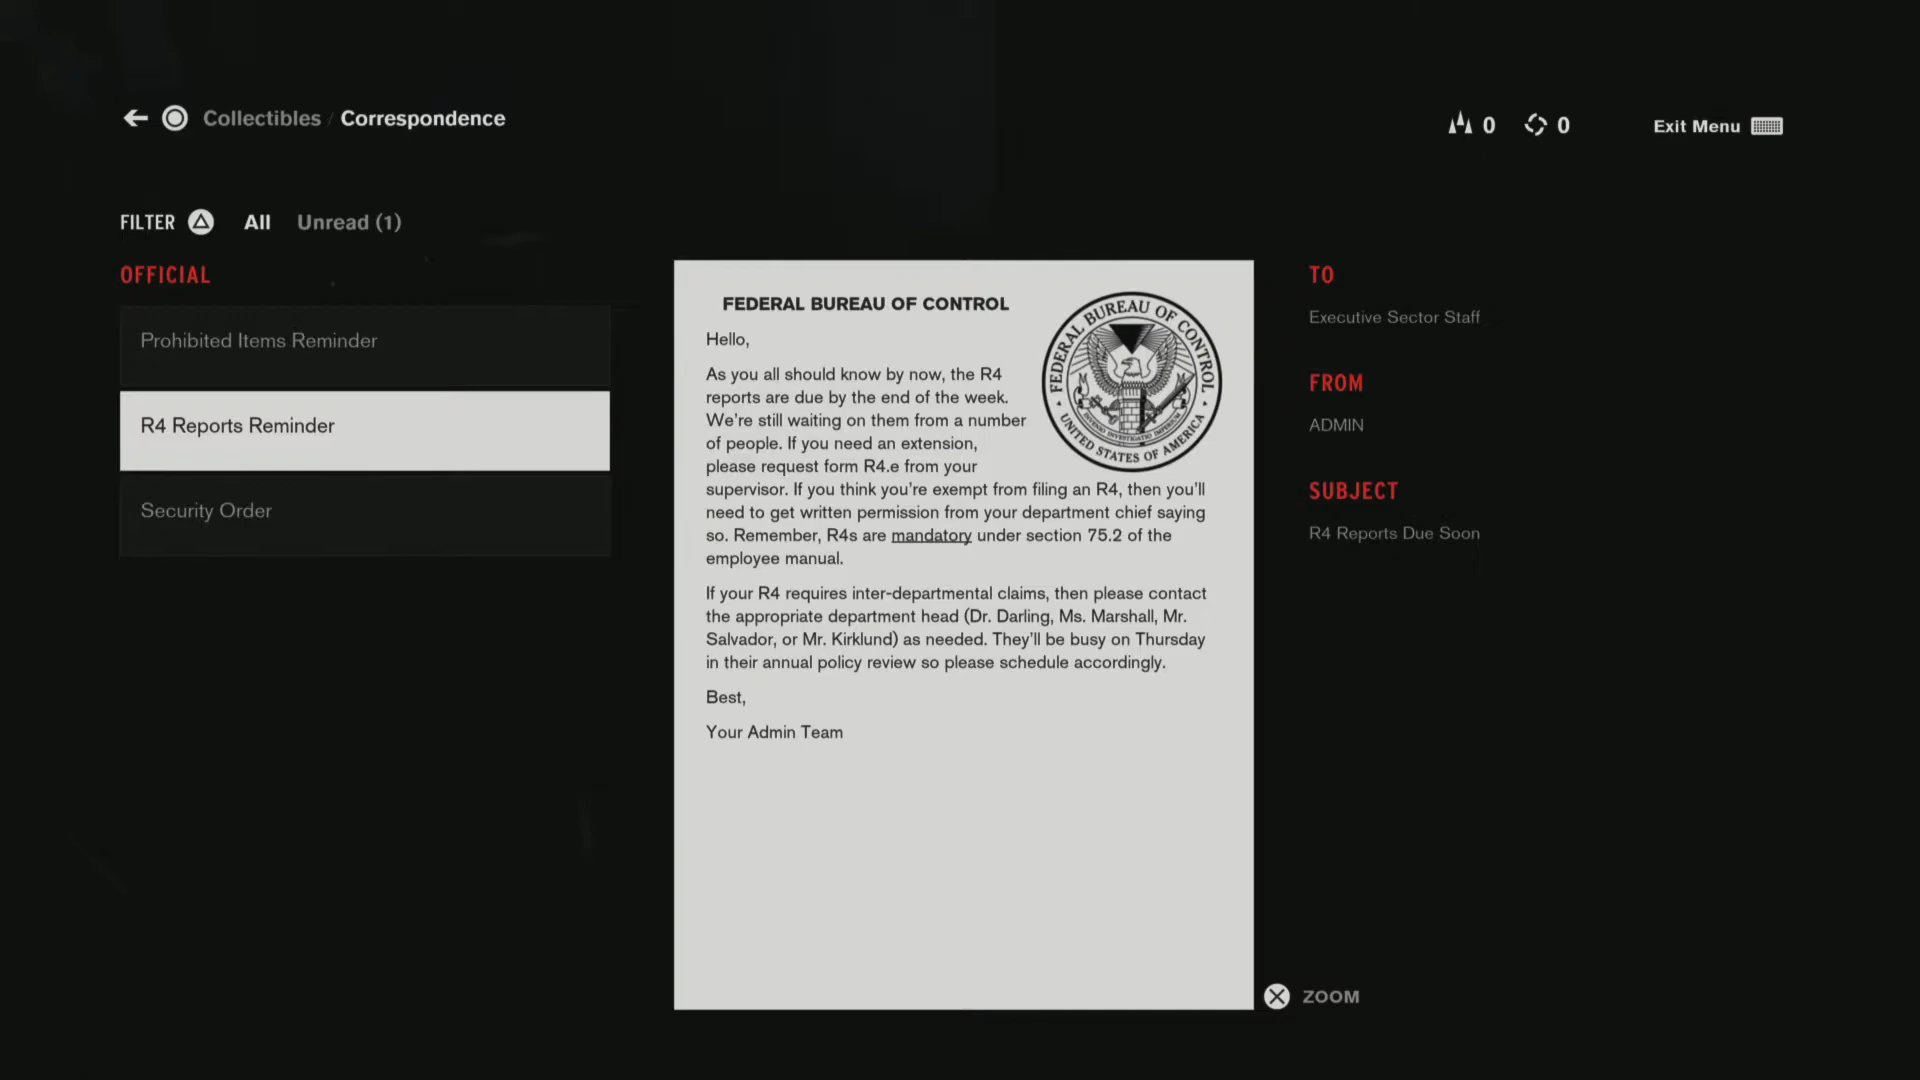 Collectibles / Correspondence
0
0
Exit Menu
FILTER All Unread (1)
OFFICIAL
Prohibited Items Reminder
R4 Reports Reminder
Security Order
FEDERAL BUREAU OF CONTROL
Hello,
As you all should know by now, the R4
reports are due by the end of the week.
We're still waiting on them from a number
of people. If you need an extension,
please request form R4.e from your
supervisor. If you think you're exempt from filing an R4, then you'll
need to get written permission from your department chief saying
so. Remember, R4s are mandatory under section 75.2 of the
employee manual.
If your R4 requires inter-departmental claims, then please contact
the appropriate department head (Dr. Darling, Ms. Marshall, Mr.
Salvador, or Mr. Kirklund) as needed. They'll be busy on Thursday
in their annual policy review so please schedule accordingly.
Best,
Your Admin Team
FEDERAL BUREAU OF CONTROL
INVENIO INVESTIGATIO IMPERIUM
UNITED STATES OF AMERICA
TO
Executive Sector Staff
FROM
ADMIN
SUBJECT
R4 Reports Due Soon
ZOOM